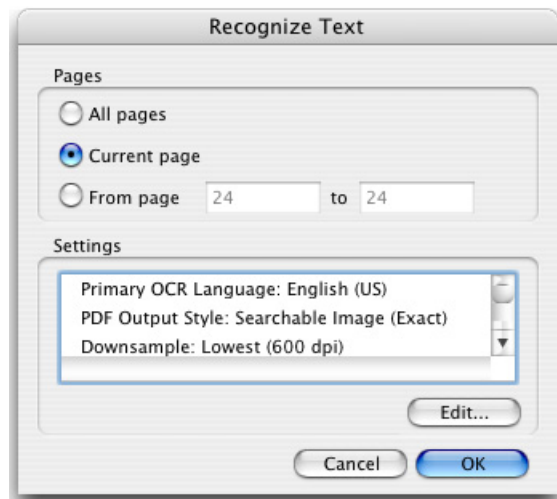 Recognize Text
Pages
All pages
Current page
From page 24 to 24
Settings
Primary OCR Language: English (US)
PDF Output Style: Searchable Image (Exact)
Downsample: Lowest (600 dpi)
Edit...
Cancel OK